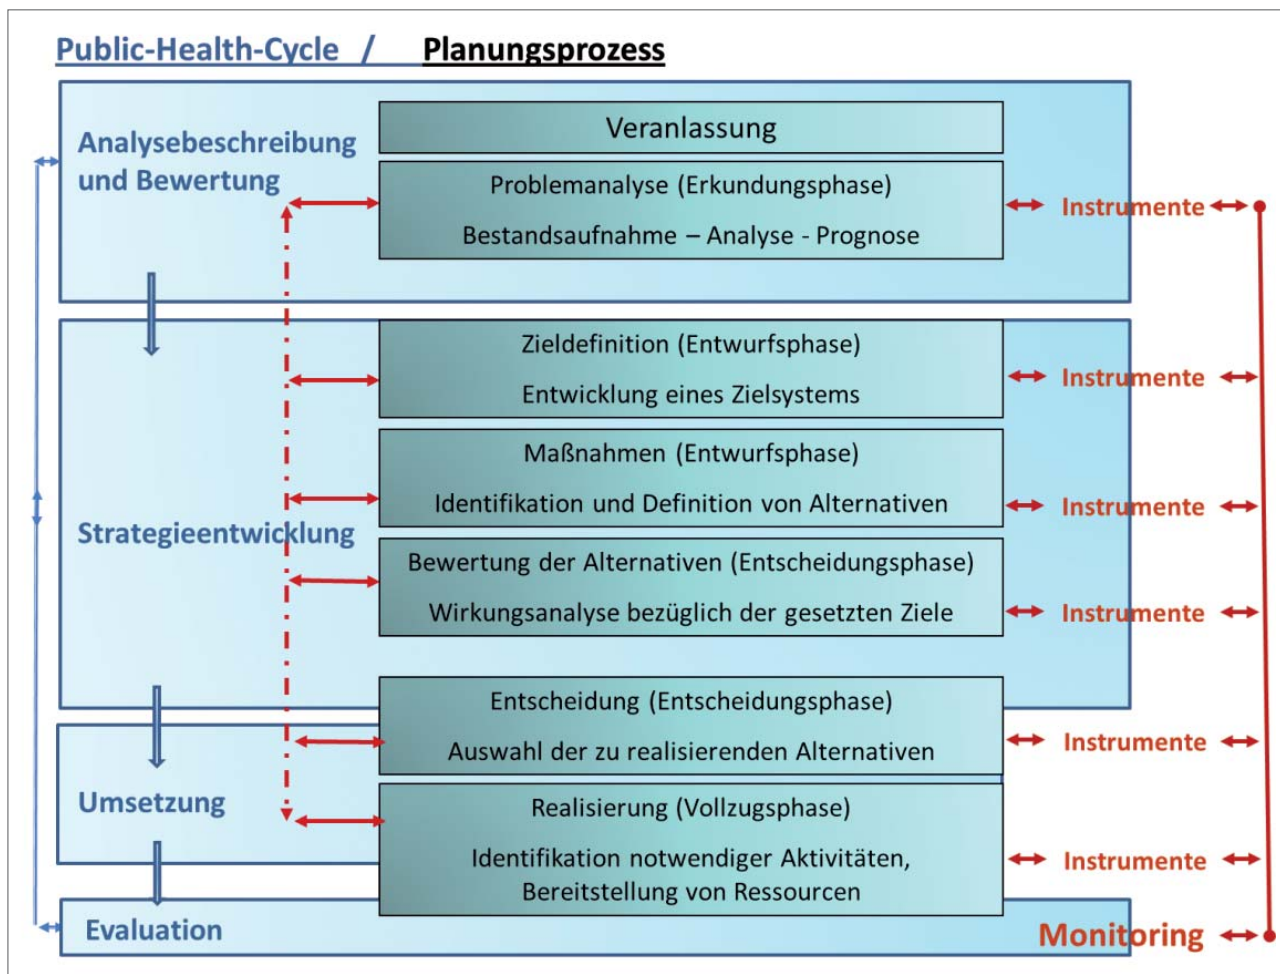 Public-Health-Cycle / Planungsprozess
Analysebeschreibung
und Bewertung
Veranlassung
Problemanalyse (Erkundungsphase)
Bestandsaufnahme – Analyse - Prognose
Instrumente
Strategieentwicklung
Zieldefinition (Entwurfsphase)
Entwicklung eines Zielsystems
Instrumente
Maßnahmen (Entwurfsphase)
Identifikation und Definition von Alternativen
Instrumente
Bewertung der Alternativen (Entscheidungsphase)
Wirkungsanalyse bezüglich der gesetzten Ziele
Instrumente
Entscheidung (Entscheidungsphase)
Auswahl der zu realisierenden Alternativen
Instrumente
Umsetzung
Realisierung (Vollzugsphase)
Identifikation notwendiger Aktivitäten,
Bereitstellung von Ressourcen
Instrumente
Evaluation
Monitoring